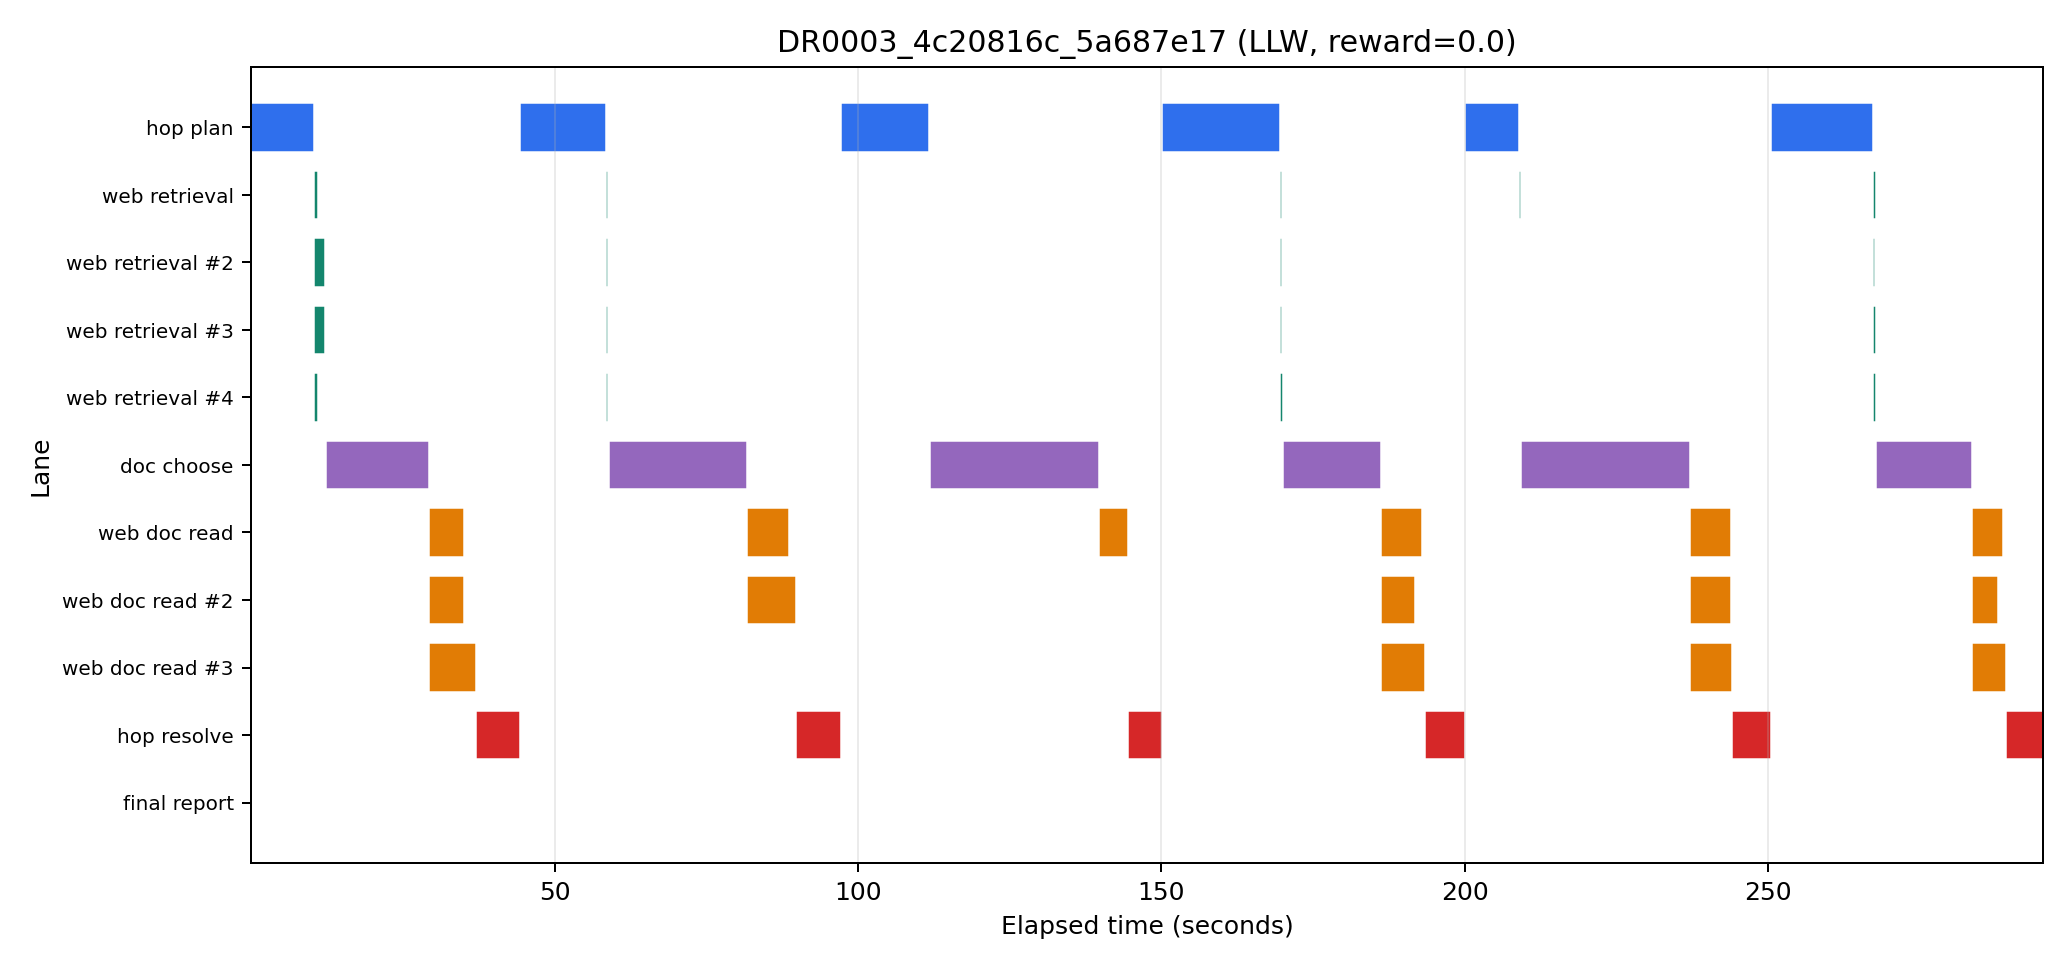 DR0003_4c20816c_5a687e17 (LLW, reward=0.0)
hop plan
web retrieval
web retrieval #2
web retrieval #3
web retrieval #4
doc choose
web doc read
web doc read #2
web doc read #3
hop resolve
final report
Lane
50
100
150
200
250
Elapsed time (seconds)